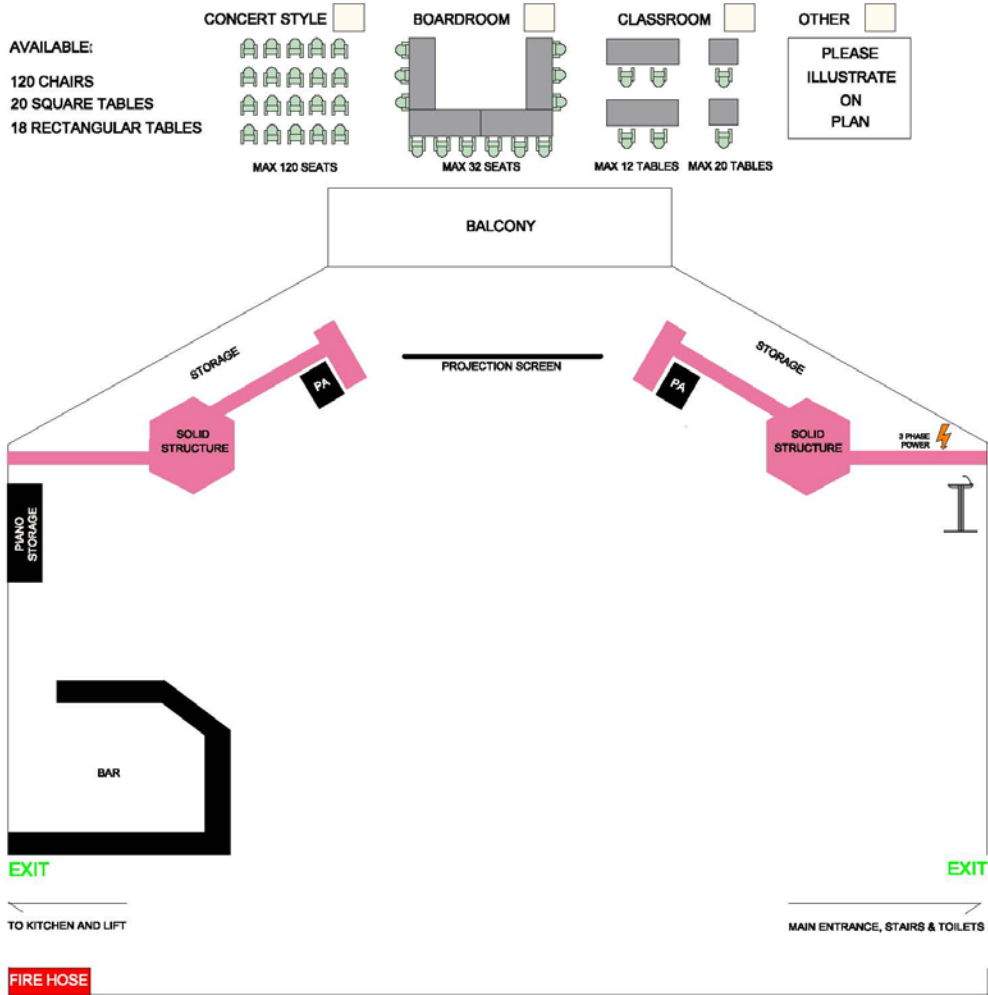 CONCERT STYLE
BOARDROOM
CLASSROOM
OTHER
AVAILABLE:
120 CHAIRS
20 SQUARE TABLES
18 RECTANGULAR TABLES
PLEASE
ILLUSTRATE
ON
PLAN
MAX 120 SEATS
MAX 32 SEATS
MAX 12 TABLES
MAX 20 TABLES
BALCONY
STORAGE
PROJECTION SCREEN
STORAGE
PA
PA
SOLID
STRUCTURE
SOLID
STRUCTURE
3 PHASE
POWER
PIANO
STORAGE
BAR
EXIT
EXIT
TO KITCHEN AND LIFT
MAIN ENTRANCE, STAIRS & TOILETS
FIRE HOSE